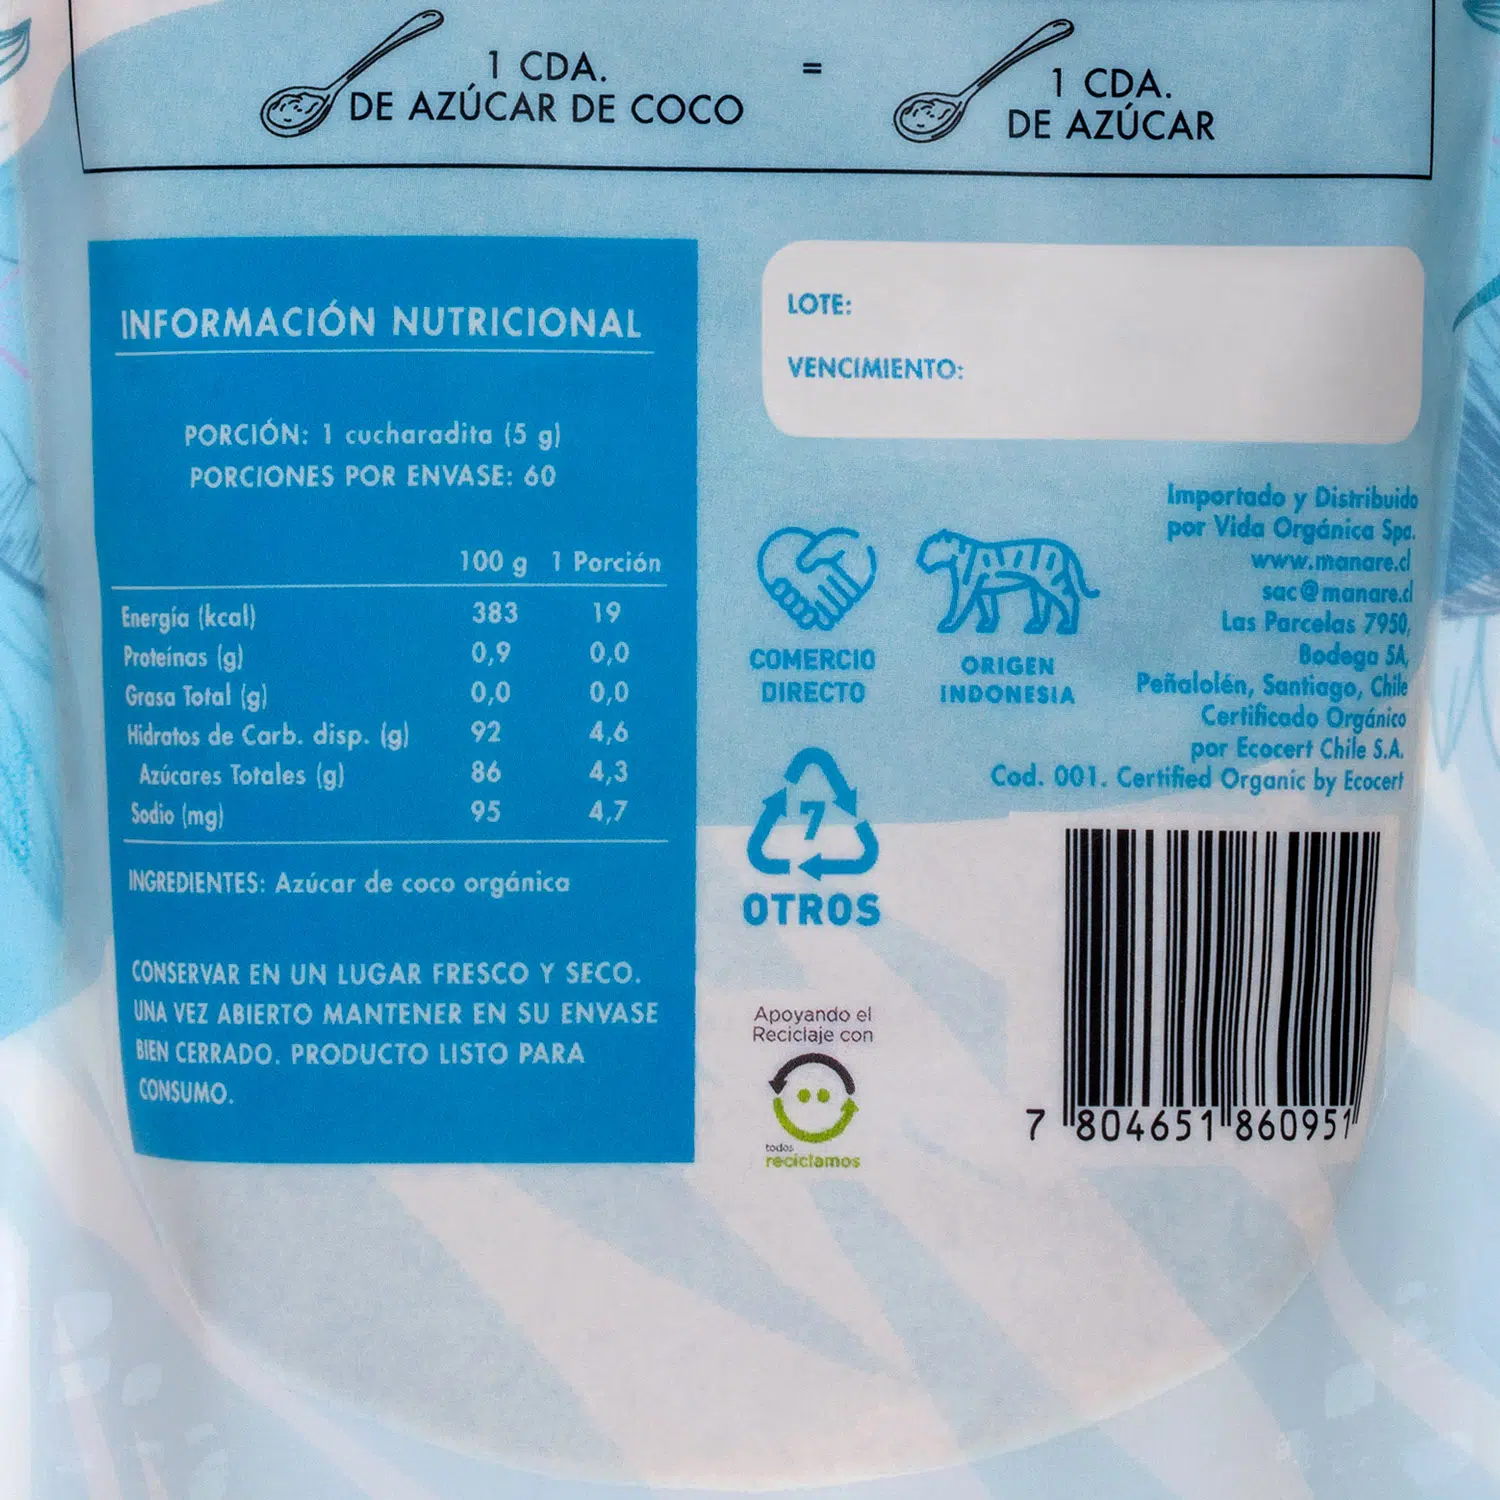 1 CDA.
DE AZÚCAR DE COCO
=
1 CDA.
DE AZÚCAR
INFORMACIÓN NUTRICIONAL
PORCIÓN: 1 cucharadita (5 g)
PORCIONES POR ENVASE: 60
100 g 1 Porción
Energía (kcal) 383 19
Proteínas (g) 0,9 0,0
Grasa Total (g) 0,0 0,0
Hidratos de Carb. disp. (g) 92 4,6
Azúcares Totales (g) 86 4,3
Sodio (mg) 95 4,7
INGREDIENTES: Azúcar de coco orgánica
CONSERVAR EN UN LUGAR FRESCO Y SECO.
UNA VEZ ABIERTO MANTENER EN SU ENVASE
BIEN CERRADO. PRODUCTO LISTO PARA
CONSUMO.
LOTE:
VENCIMIENTO:
COMERCIO
DIRECTO
ORIGEN
INDONESIA
Importado y Distribuido
por Vida Orgánica Spa.
www.manare.cl
sac@manare.cl
Las Parcelas 7950,
Bodega 5A,
Peñalolén, Santiago, Chile
Certificado Orgánico
por Ecocert Chile S.A.
Cod. 001. Certified Organic by Ecocert
7
OTROS
Apoyando el
Reciclaje con
todos
reciclamos
7 804651 860951